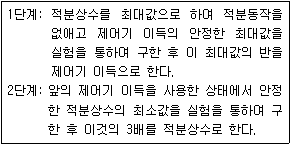 1단계: 적분상수를 최대값으로 하며 적분동작을
없애고 제어기 이득의 안정한 최대값을
실험을 통하며 구한 후 이 최대값의 반을
제어기 이득으로 한다.
2단계: 앞의 제어기 이득을 사용한 상태에서 안정
한 적분상수의 최소값을 실험을 통하며 구
한 후 이것의 3배를 적분상수로 한다.